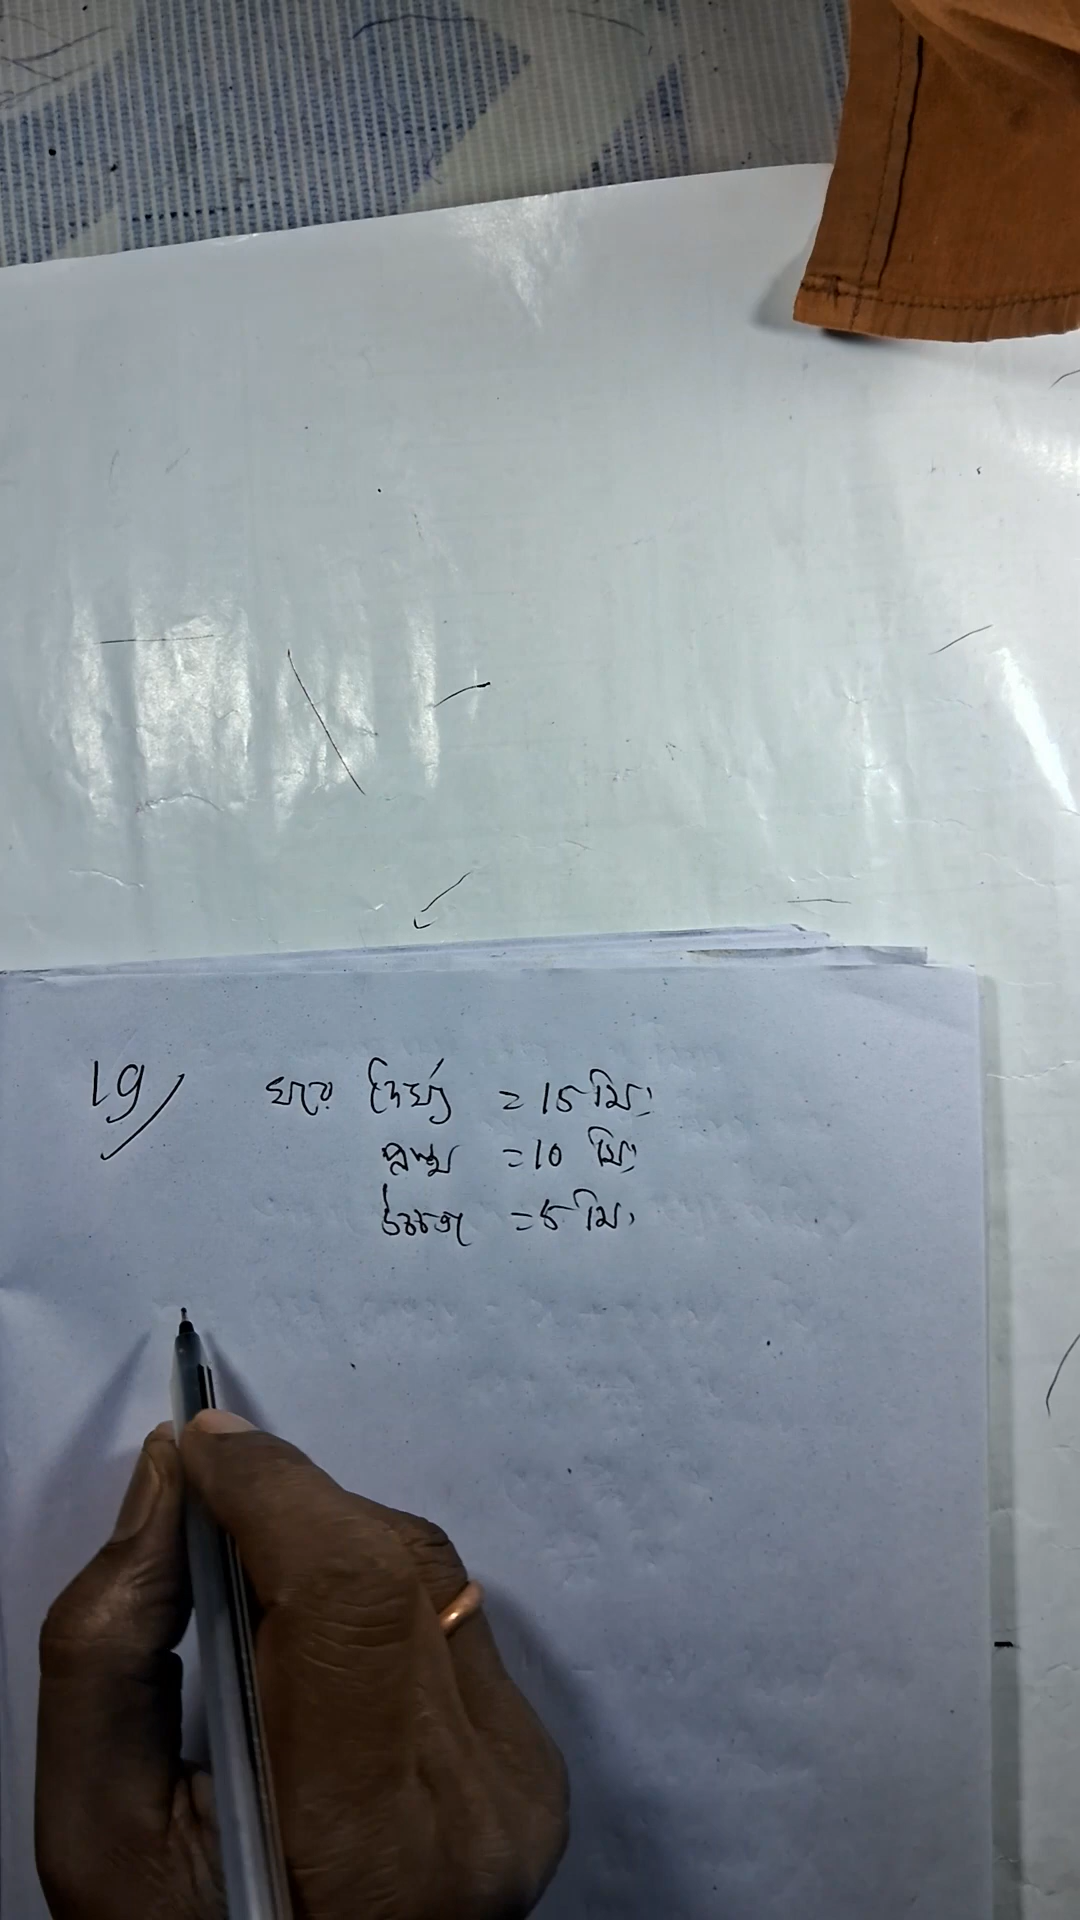 19/ ঘরে দৈর্ঘ্য = 15 মি.
প্রস্থ = 10 মি.
উচ্চতা = 5 মি.